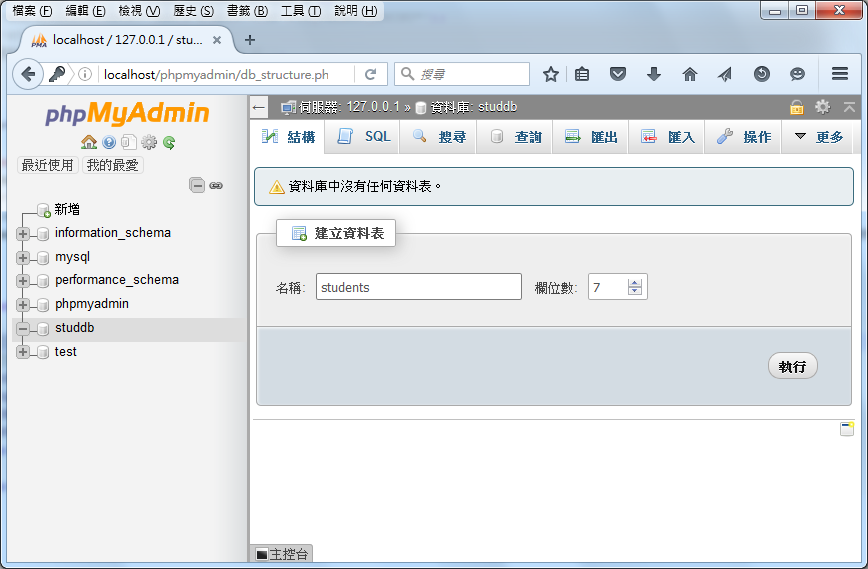 檔案 (F) 編輯 (E) 檢視 (V) 歷史 (S) 書籤 (B) 工具 (T) 說明 (H)
PMA localhost / 127.0.0.1 / stu... × +
localhost/phpmyadmin/db_structure.ph 搜尋
phpMyAdmin
最近使用 我的最愛
新增
information_schema
mysql
performance_schema
phpmyadmin
studdb
test
伺服器: 127.0.0.1 » 資料庫: studdb
結構 SQL 搜尋 查詢 匯出 匯入 操作 更多
資料庫中沒有任何資料表。
建立資料表
名稱: students 欄位數: 7
執行
主控台